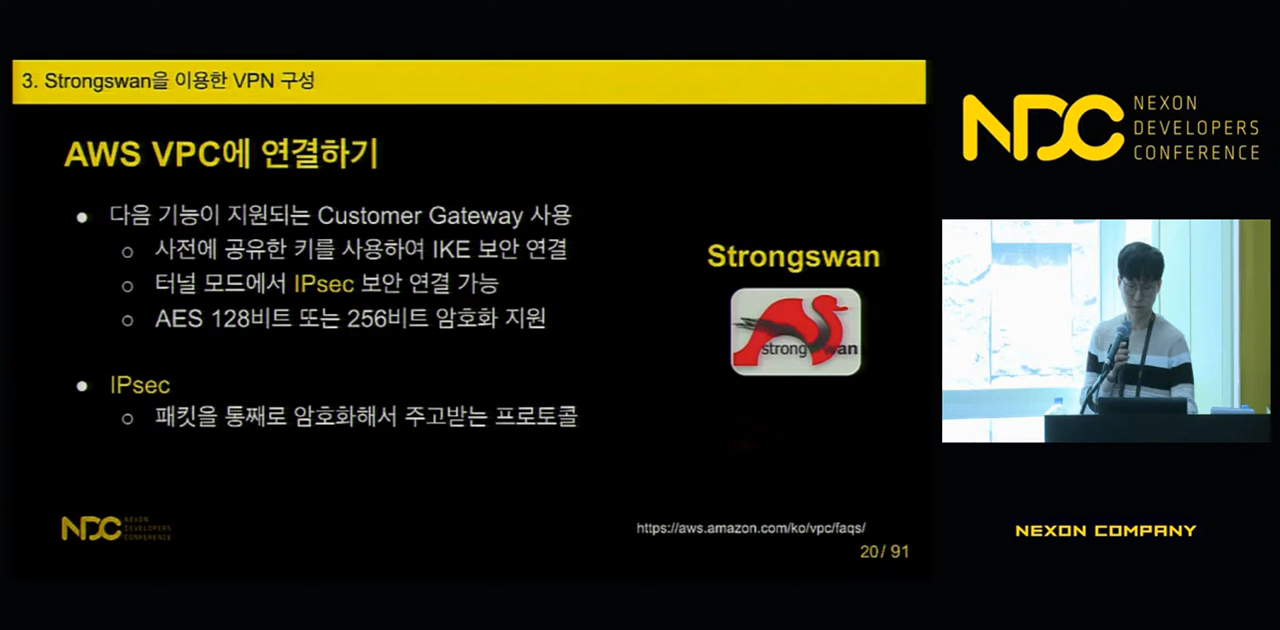 3. Strongswan을 이용한 VPN 구성
AWS VPC에 연결하기
● 다음 기능이 지원되는 Customer Gateway 사용
○ 사전에 공유한 키를 사용하여 IKE 보안 연결
○ 터널 모드에서 IPsec 보안 연결 가능
○ AES 128비트 또는 256비트 암호화 지원
● IPsec
○ 패킷을 통째로 암호화해서 주고받는 프로토콜
Strongswan
strongswan
NDC NEXON
DEVELOPERS
CONFERENCE
https://aws.amazon.com/ko/vpc/faqs/
20 / 91
NDC NEXON
DEVELOPERS
CONFERENCE
NEXON COMPANY